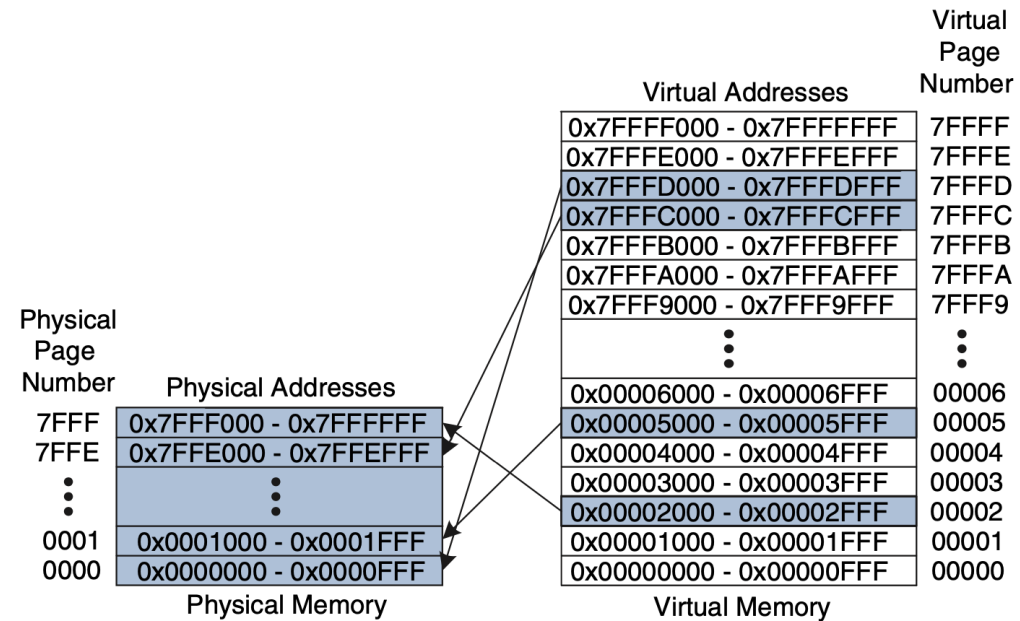 Virtual
Page
Number
Virtual Addresses
0x7FFFF000 - 0x7FFFFFFF 7FFFF
0x7FFFE000 - 0x7FFFEFFF 7FFFE
0x7FFFD000 - 0x7FFFDFFF 7FFFD
0x7FFFC000 - 0x7FFFCFFF 7FFFC
0x7FFFB000 - 0x7FFFBFFF 7FFFB
0x7FFFA000 - 0x7FFFAFFF 7FFFA
0x7FFF9000 - 0x7FFF9FFF 7FFF9
0x00006000 - 0x00006FFF 00006
0x00005000 - 0x00005FFF 00005
0x00004000 - 0x00004FFF 00004
0x00003000 - 0x00003FFF 00003
0x00002000 - 0x00002FFF 00002
0x00001000 - 0x00001FFF 00001
0x00000000 - 0x00000FFF 00000
Virtual Memory
Physical
Page
Number
Physical Addresses
7FFF 0x7FFF000 - 0x7FFFFFF
7FFE 0x7FFE000 - 0x7FFEFFF
0001 0x0001000 - 0x0001FFF
0000 0x0000000 - 0x0000FFF
Physical Memory